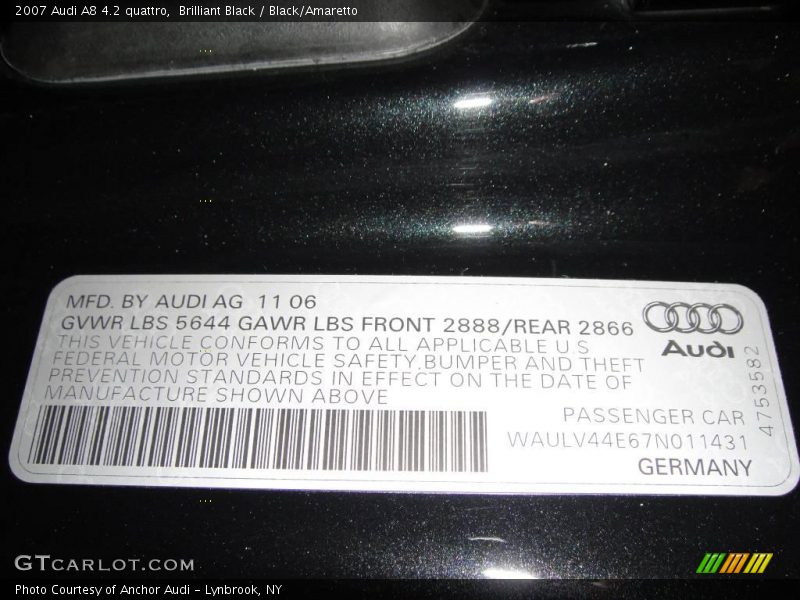 2007 Audi A8 4.2 quattro,  Brilliant Black / Black/Amaretto
MFD. BY AUDI AG  11 06
GVWR LBS 5644 GAWR LBS FRONT 2888/REAR 2866
THIS VEHICLE CONFORMS TO ALL APPLICABLE U.S
FEDERAL MOTOR VEHICLE SAFETY,BUMPER AND THEFT
PREVENTION STANDARDS IN EFFECT ON THE DATE OF
MANUFACTURE SHOWN ABOVE
Audi
4753582
PASSENGER CAR
WAULV44E67N011431
GERMANY
GTCARLOT.COM
Photo Courtesy of Anchor Audi – Lynbrook, NY